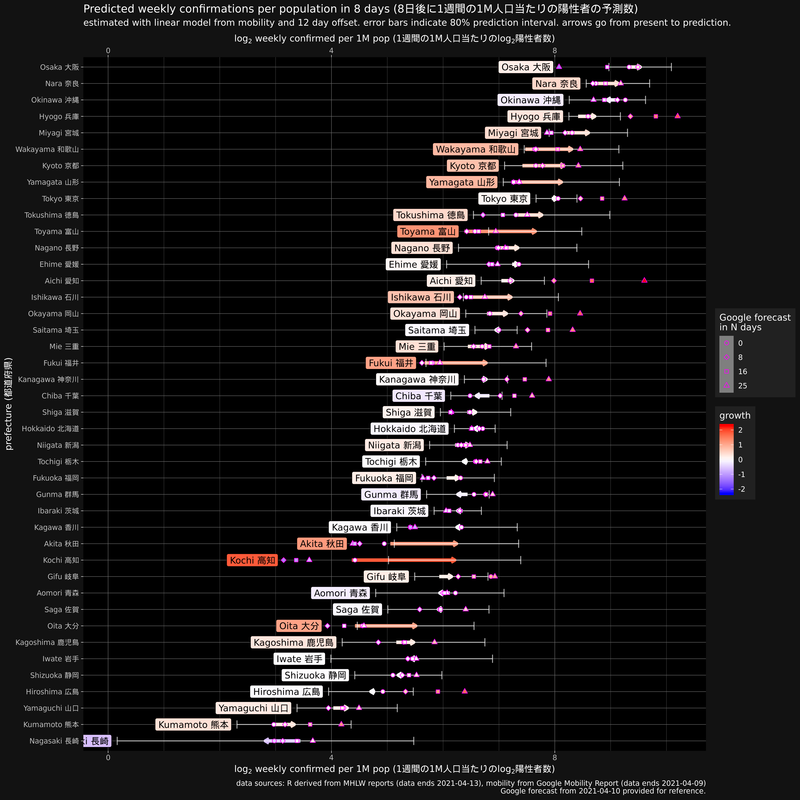 Predicted weekly confirmations per population in 8 days (8日後に1週間の1M人口当たりの予測数)
estimated with linear model from mobility and 12 day offset. error bars indicate 80% prediction interval. arrows go from present to prediction.
log₂ weekly confirmed per 1M pop (1週間の1M人口当たりのlog₂陽性者数)
0 4 8
Osaka 大阪 Osaka 大阪
Nara 奈良 Nara 奈良
Okinawa 沖縄 Okinawa 沖縄
Hyogo 兵庫 Hyogo 兵庫
Miyagi 宮城 Miyagi 宮城
Wakayama 和歌山 Wakayama 和歌山
Kyoto 京都 Kyoto 京都
Yamagata 山形 Yamagata 山形
Tokyo 東京 Tokyo 東京
Tokushima 徳島 Tokushima 徳島
Toyama 富山 Toyama 富山
Nagano 長野 Nagano 長野
Ehime 愛媛 Ehime 愛媛
Aichi 愛知 Aichi 愛知
Ishikawa 石川 Ishikawa 石川
Okayama 岡山 Okayama 岡山
Saitama 埼玉 Saitama 埼玉
Mie 三重 Mie 三重
Fukui 福井 Fukui 福井
Kanagawa 神奈川 Kanagawa 神奈川
Chiba 千葉 Chiba 千葉
Shiga 滋賀 Shiga 滋賀
Hokkaido 北海道 Hokkaido 北海道
Niigata 新潟 Niigata 新潟
Tochigi 栃木 Tochigi 栃木
Fukuoka 福岡 Fukuoka 福岡
Gunma 群馬 Gunma 群馬
Ibaraki 茨城 Ibaraki 茨城
Kagawa 香川 Kagawa 香川
Akita 秋田 Akita 秋田
Kochi 高知 Kochi 高知
Gifu 岐阜 Gifu 岐阜
Aomori 青森 Aomori 青森
Saga 佐賀 Saga 佐賀
Oita 大分 Oita 大分
Kagoshima 鹿児島 Kagoshima 鹿児島
Iwate 岩手 Iwate 岩手
Shizuoka 静岡 Shizuoka 静岡
Hiroshima 広島 Hiroshima 広島
Yamaguchi 山口 Yamaguchi 山口
Kumamoto 熊本 Kumamoto 熊本
Nagasaki 長崎 i 長崎
0 4 8
log₂ weekly confirmed per 1M pop (1週間の1M人口当たりのlog₂陽性者数)
prefecture (都道府県)
Google forecast
in N days
0
8
16
25
growth
2
1
0
-1
-2
data sources: R derived from MHLW reports (data ends 2021-04-13), mobility from Google Mobility Report (data ends 2021-04-09)
Google forecast from 2021-04-10 provided for reference.